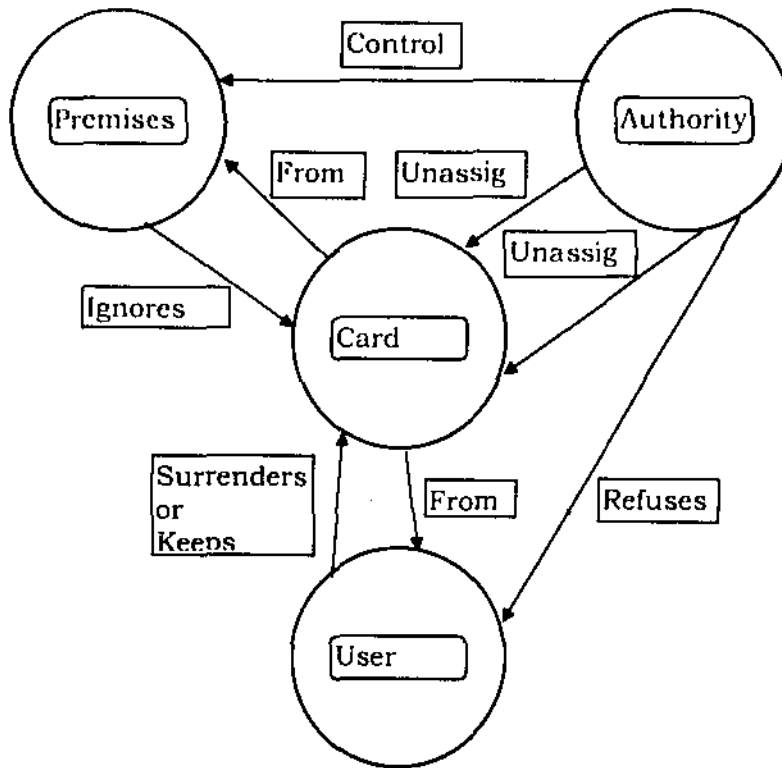 Control
Premises
Authority
From
Unassig
Unassig
Ignores
Card
Surrenders
or
Keeps
From
Refuses
User